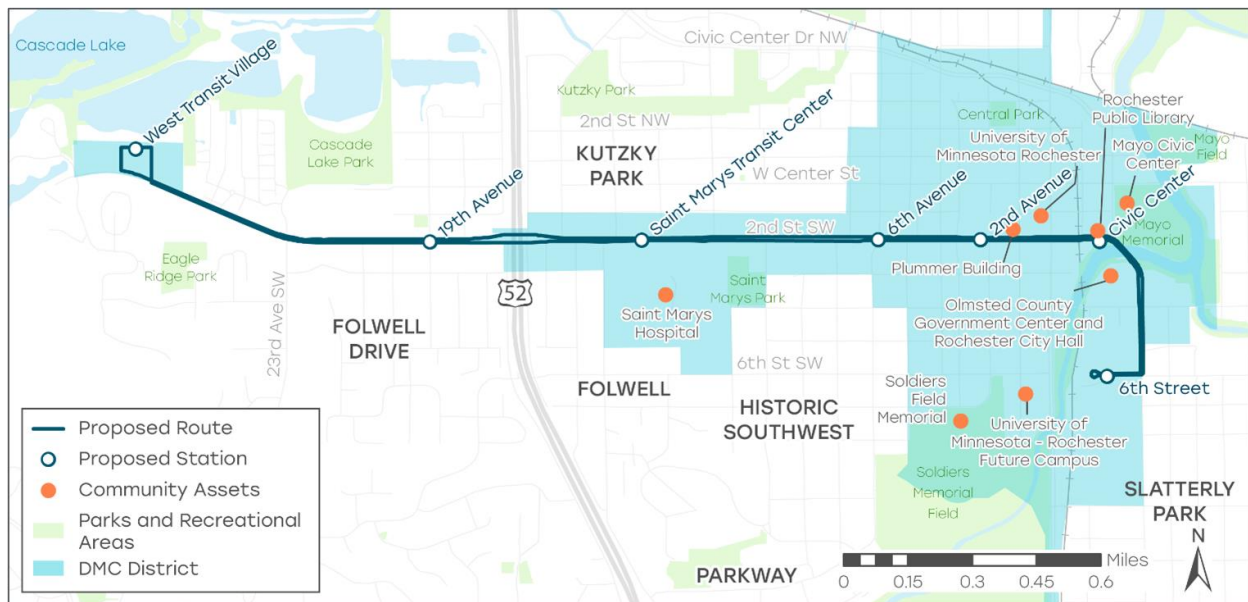 Cascade Lake
West Transit Village
Cascade
Lake Park
Eagle
Ridge Park
23rd Ave SW
19th Avenue
FOLWELL
DRIVE
52
Kutzky Park
2nd St NW
KUTZKY
PARK
Civic Center Dr NW
Saint Marys Transit Center
W Center St
2nd St SW
Saint Marys
Hospital
Saint
Marys Park
6th St SW
FOLWELL
HISTORIC
SOUTHWEST
PARKWAY
6th Avenue
2nd Avenue
Central Park
University of
Minnesota Rochester
Rochester
Public Library
Mayo Civic
Center
Mayo
Field
Civic Center
Mayo
Memorial
Plummer Building
Olmsted County
Government Center and
Rochester City Hall
6th Street
Soldiers
Field
Memorial
University of
Minnesota - Rochester
Future Campus
Soldiers
Memorial
Field
SLATTERLY
PARK
Proposed Route
Proposed Station
Community Assets
Parks and Recreational
Areas
DMC District
Miles
0
0.15
0.3
0.45
0.6
N